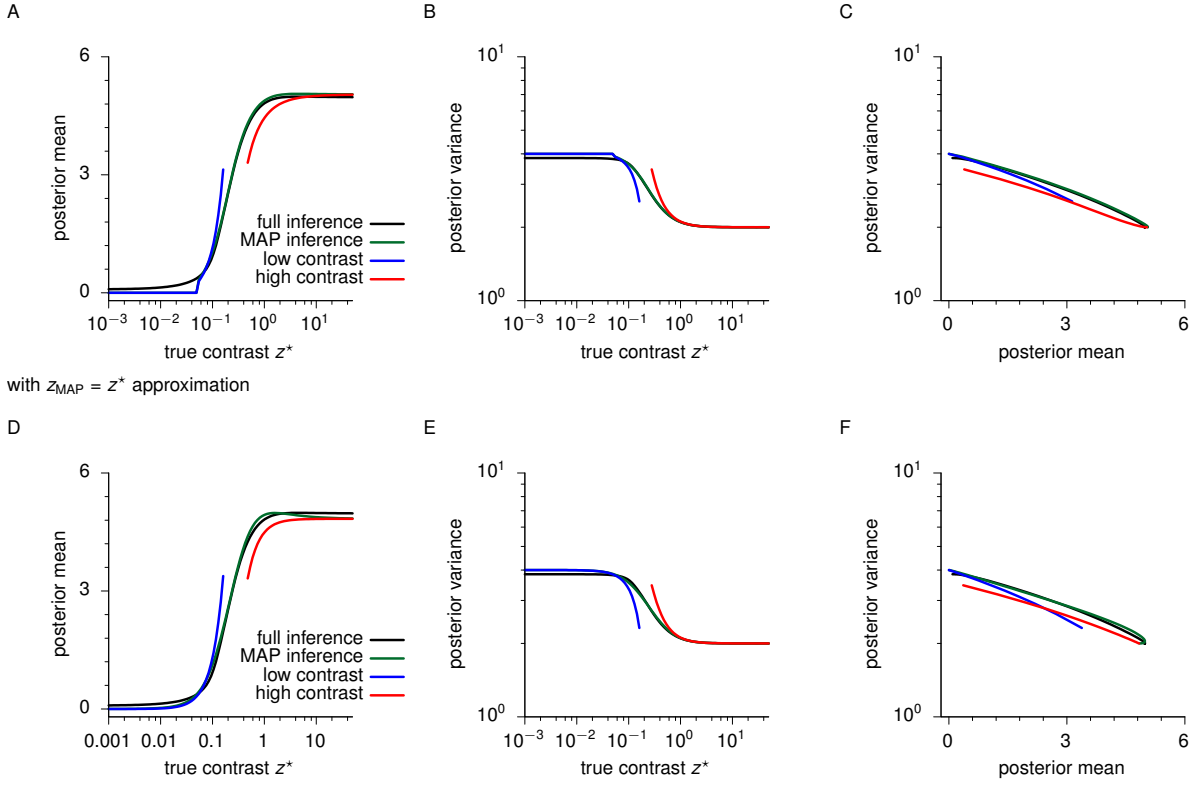 A
B
C
6
3
0
posterior mean
full inference
MAP inference
low contrast
high contrast
10⁻³ 10⁻² 10⁻¹ 10⁰ 10¹
true contrast z⋆
10¹
10⁰
posterior variance
10⁻³ 10⁻² 10⁻¹ 10⁰ 10¹
true contrast z⋆
10¹
10⁰
posterior variance
0 3 6
posterior mean
with z_MAP = z⋆ approximation
D
E
F
6
3
0
posterior mean
full inference
MAP inference
low contrast
high contrast
0.001 0.01 0.1 1 10
true contrast z⋆
10¹
10⁰
posterior variance
10⁻³ 10⁻² 10⁻¹ 10⁰ 10¹
true contrast z⋆
10¹
10⁰
posterior variance
0 3 6
posterior mean